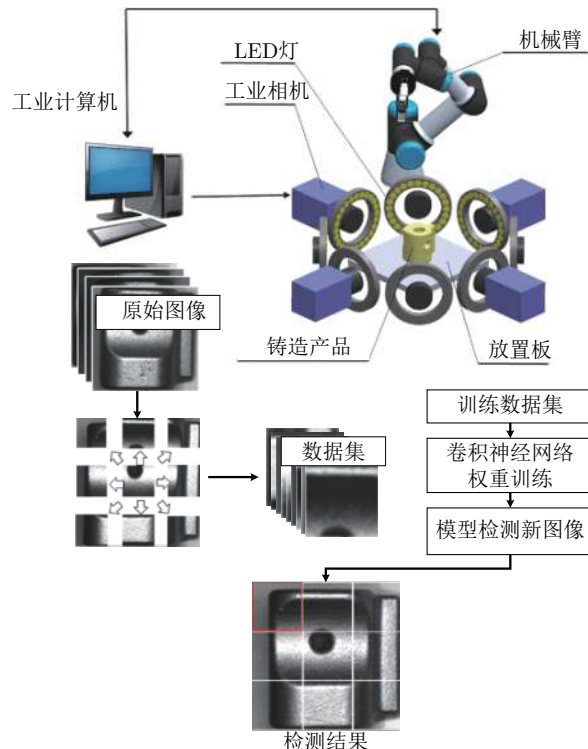 LED灯
机械臂
工业相机
工业计算机
原始图像
铸造产品
放置板
训练数据集
数据集
卷积神经网络
权重训练
模型检测新图像
检测结果